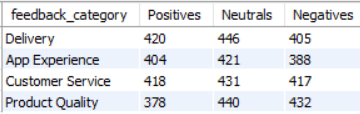 feedback_category Positives Neutrals Negatives
Delivery 420 446 405
App Experience 404 421 388
Customer Service 418 431 417
Product Quality 378 440 432